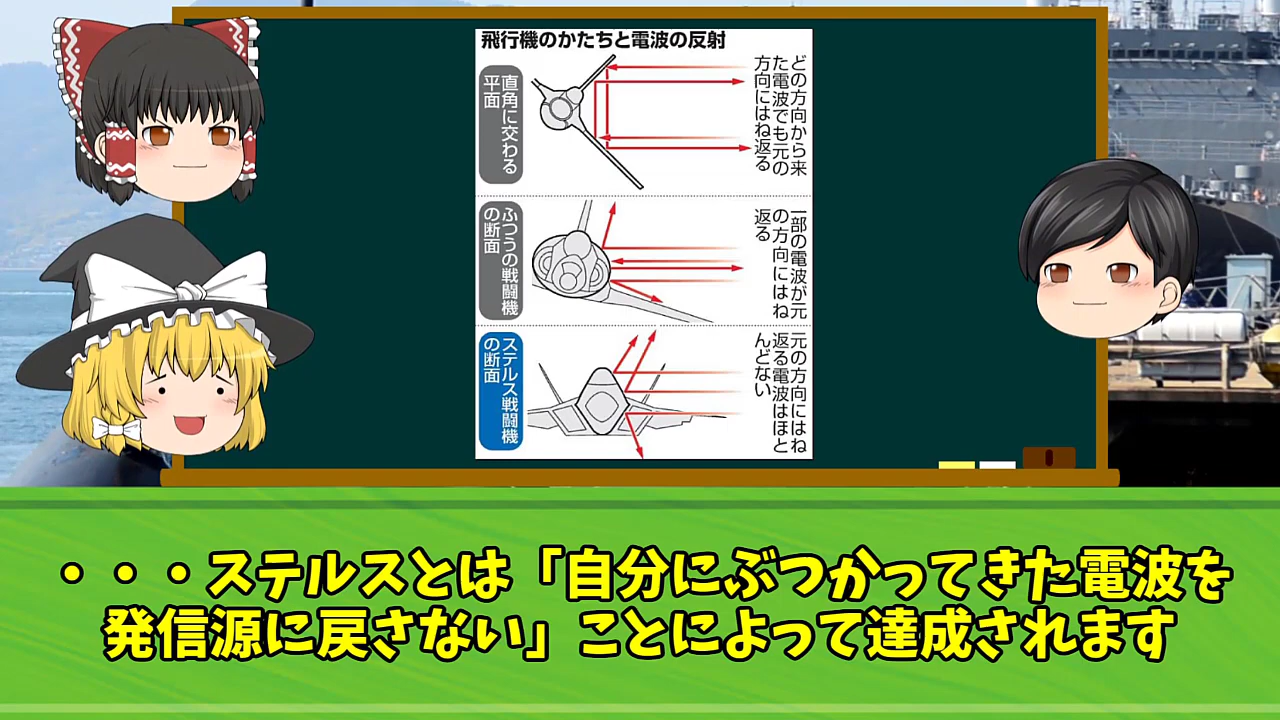 飛行機のかたちと電波の反射
直角に交わる
平面
どの方向から来
た電波でも元の
方向にはね返る
ふつうの戦闘機
の断面
一部の電波が元
の方向にはね
返る
ステルス戦闘機
の断面
元の方向にはね
返る電波はほと
んどない
・・・ステルスとは「自分にぶつかってきた電波を
発信源に戻さない」ことによって達成されます